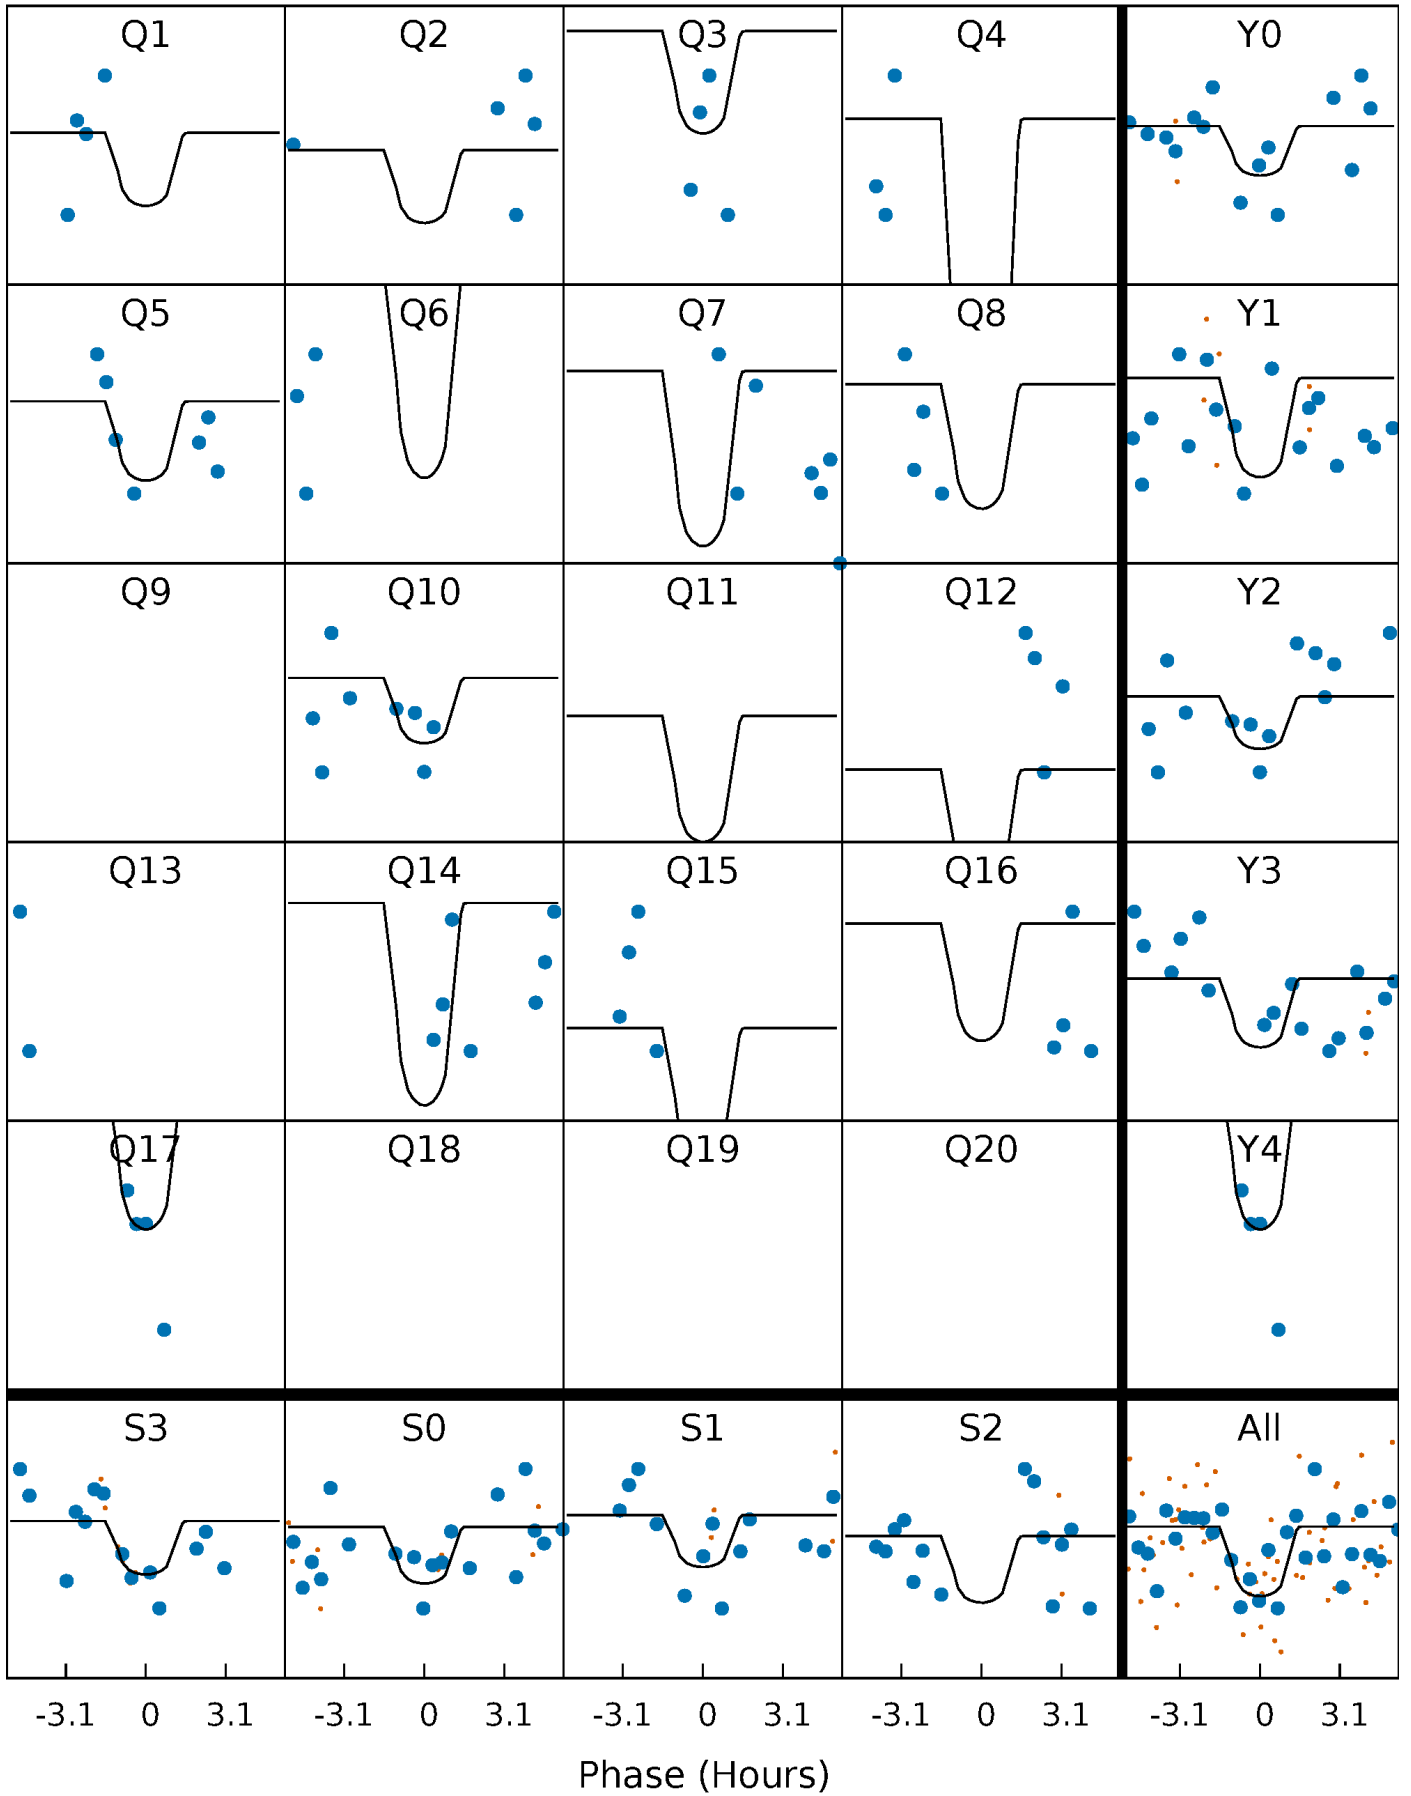 Q1 Q2 Q3 Q4 Y0
Q5 Q6 Q7 Q8 Y1
Q9 Q10 Q11 Q12 Y2
Q13 Q14 Q15 Q16 Y3
Q17 Q18 Q19 Q20 Y4
S3 S0 S1 S2 All
-3.1 0 3.1 -3.1 0 3.1 -3.1 0 3.1 -3.1 0 3.1 -3.1 0 3.1
Phase (Hours)